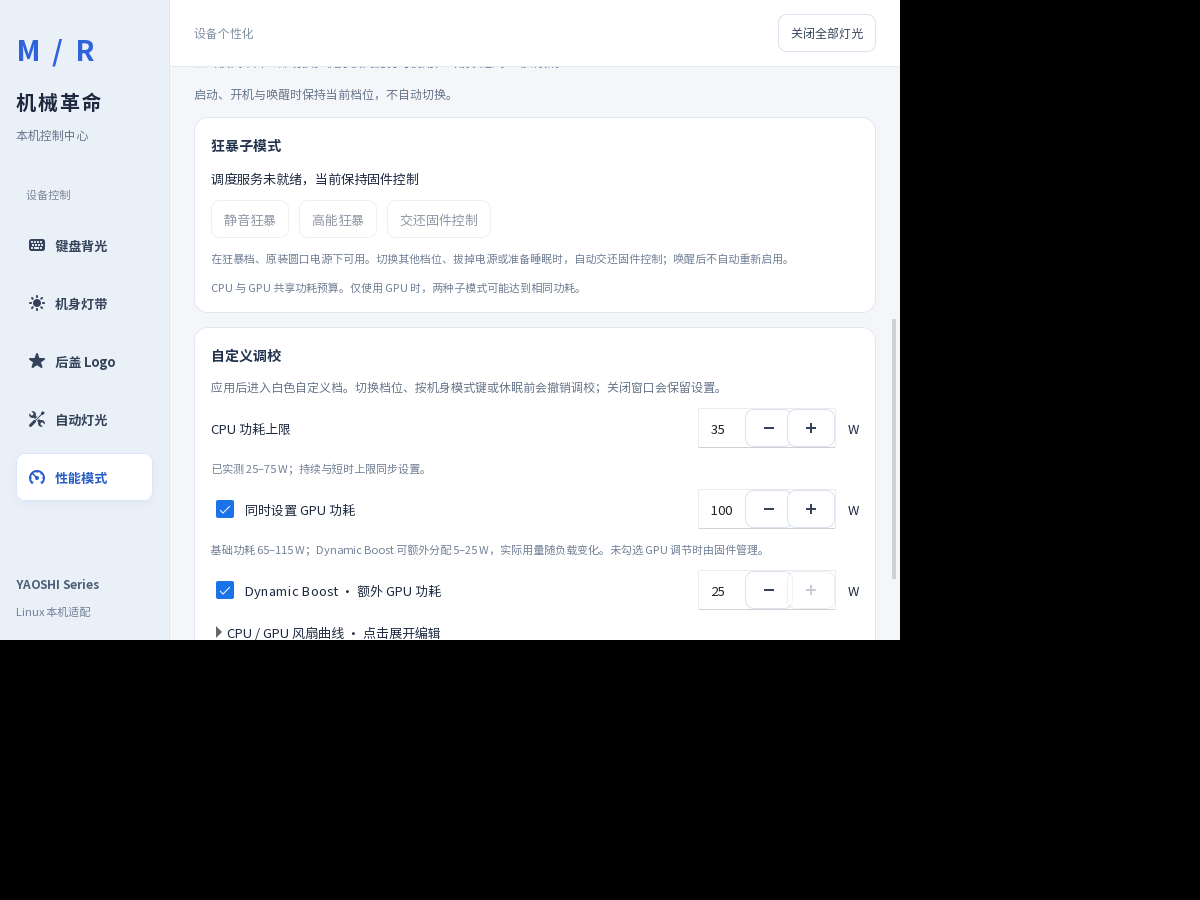 M / R
机械革命
本机控制中心
设备控制
键盘背光
机身灯带
后盖 Logo
自动灯光
性能模式
YAOSHI Series
Linux 本机适配
设备个性化
关闭全部灯光
启动、开机与唤醒时保持当前档位，不自动切换。
狂暴子模式
调度服务未就绪，当前保持固件控制
静音狂暴
高能狂暴
交还固件控制
在狂暴档、原装圆口电源下可用。切换其他档位、拔掉电源或准备睡眠时，自动交还固件控制；唤醒后不自动重新启用。
CPU 与 GPU 共享功耗预算。仅使用 GPU 时，两种子模式可能达到相同功耗。
自定义调校
应用后进入白色自定义档。切换档位、按机身模式键或休眠前会撤销调校；关闭窗口会保留设置。
CPU 功耗上限
35 − + W
已实测 25–75 W；持续与短时上限同步设置。
同时设置 GPU 功耗
100 − + W
基础功耗 65–115 W；Dynamic Boost 可额外分配 5–25 W，实际用量随负载变化。未勾选 GPU 调节时由固件管理。
Dynamic Boost · 额外 GPU 功耗
25 − + W
CPU / GPU 风扇曲线 · 点击展开编辑